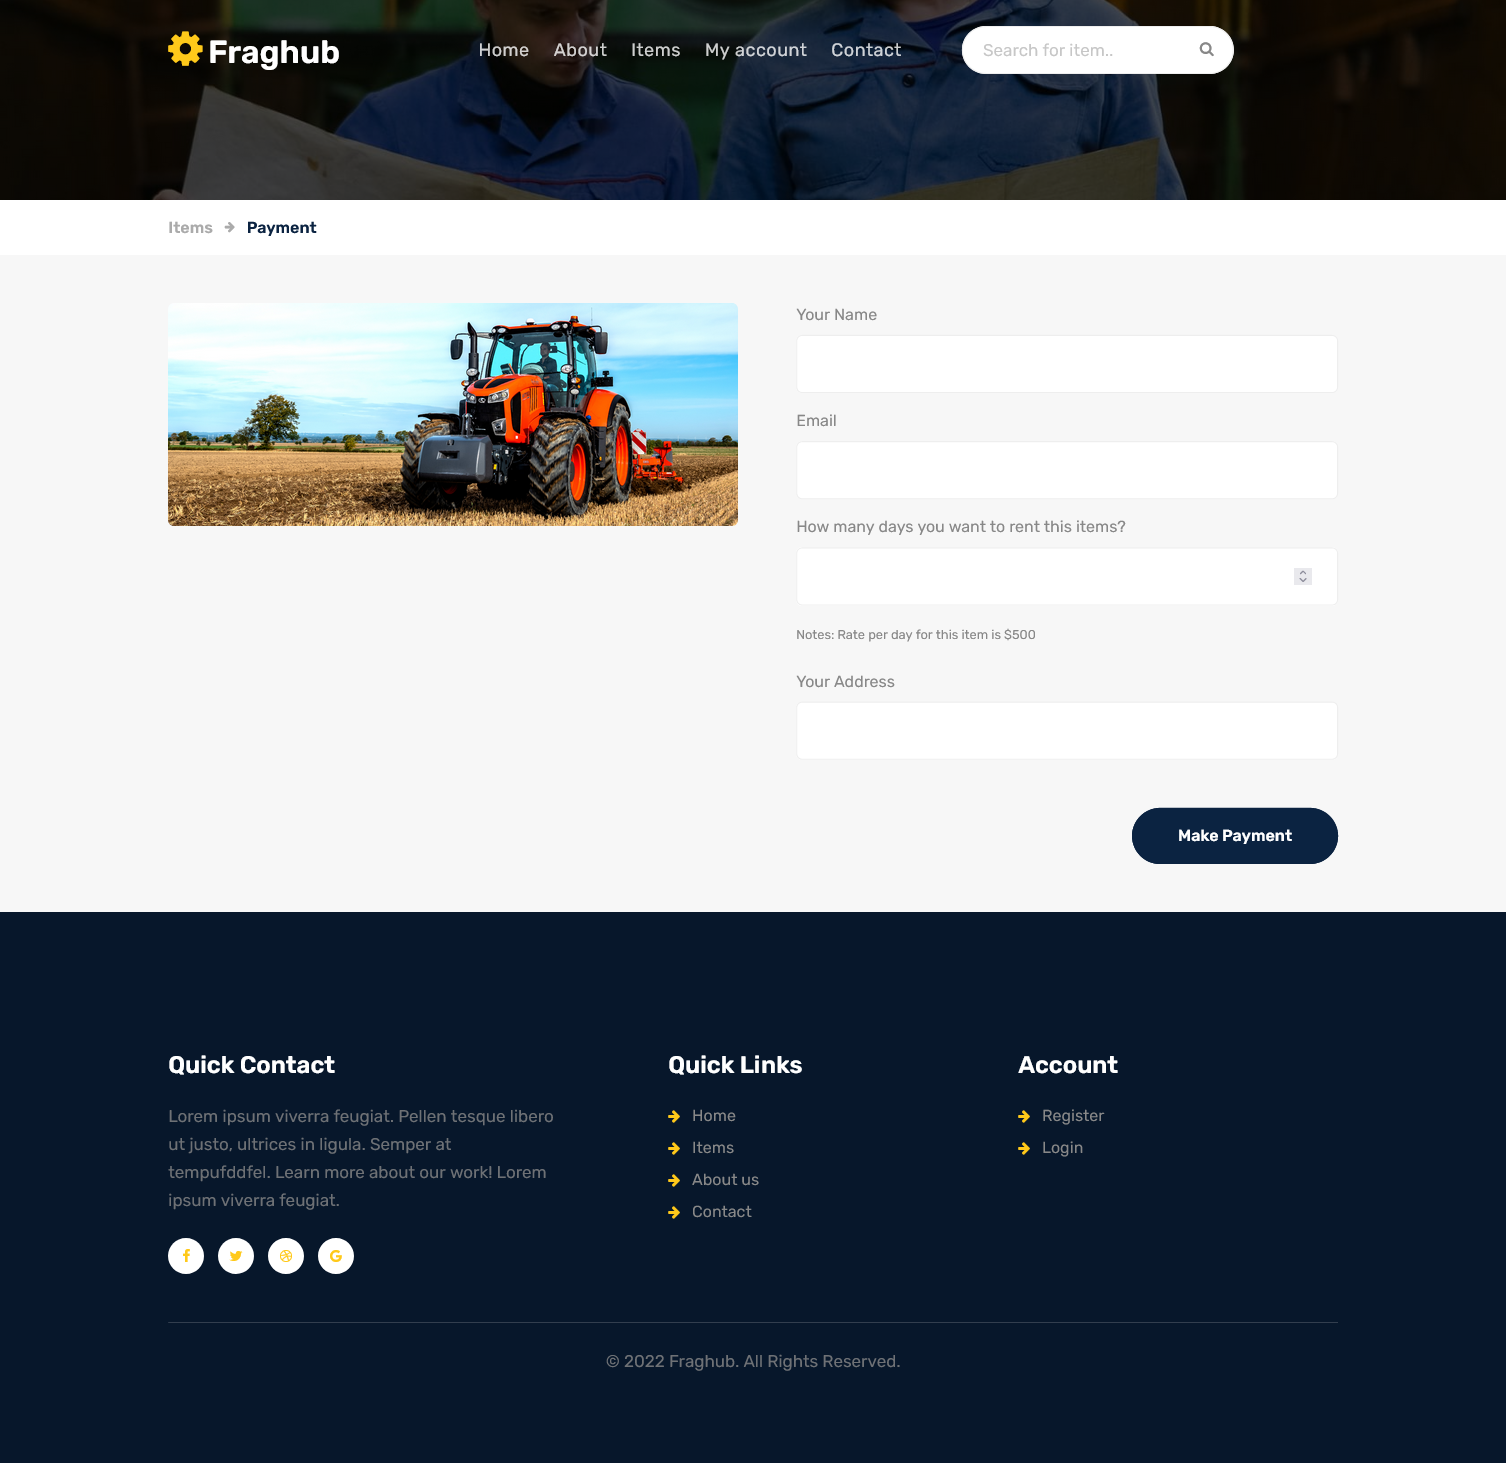 Fraghub
Home About Items My account Contact
Search for item..
Items Payment
Your Name
Email
How many days you want to rent this items?
Notes: Rate per day for this item is $500
Your Address
Make Payment
Quick Contact
Lorem ipsum viverra feugiat. Pellen tesque libero
ut justo, ultrices in ligula. Semper at
tempufddfel. Learn more about our work! Lorem
ipsum viverra feugiat.
Quick Links
Home
Items
About us
Contact
Account
Register
Login
© 2022 Fraghub. All Rights Reserved.